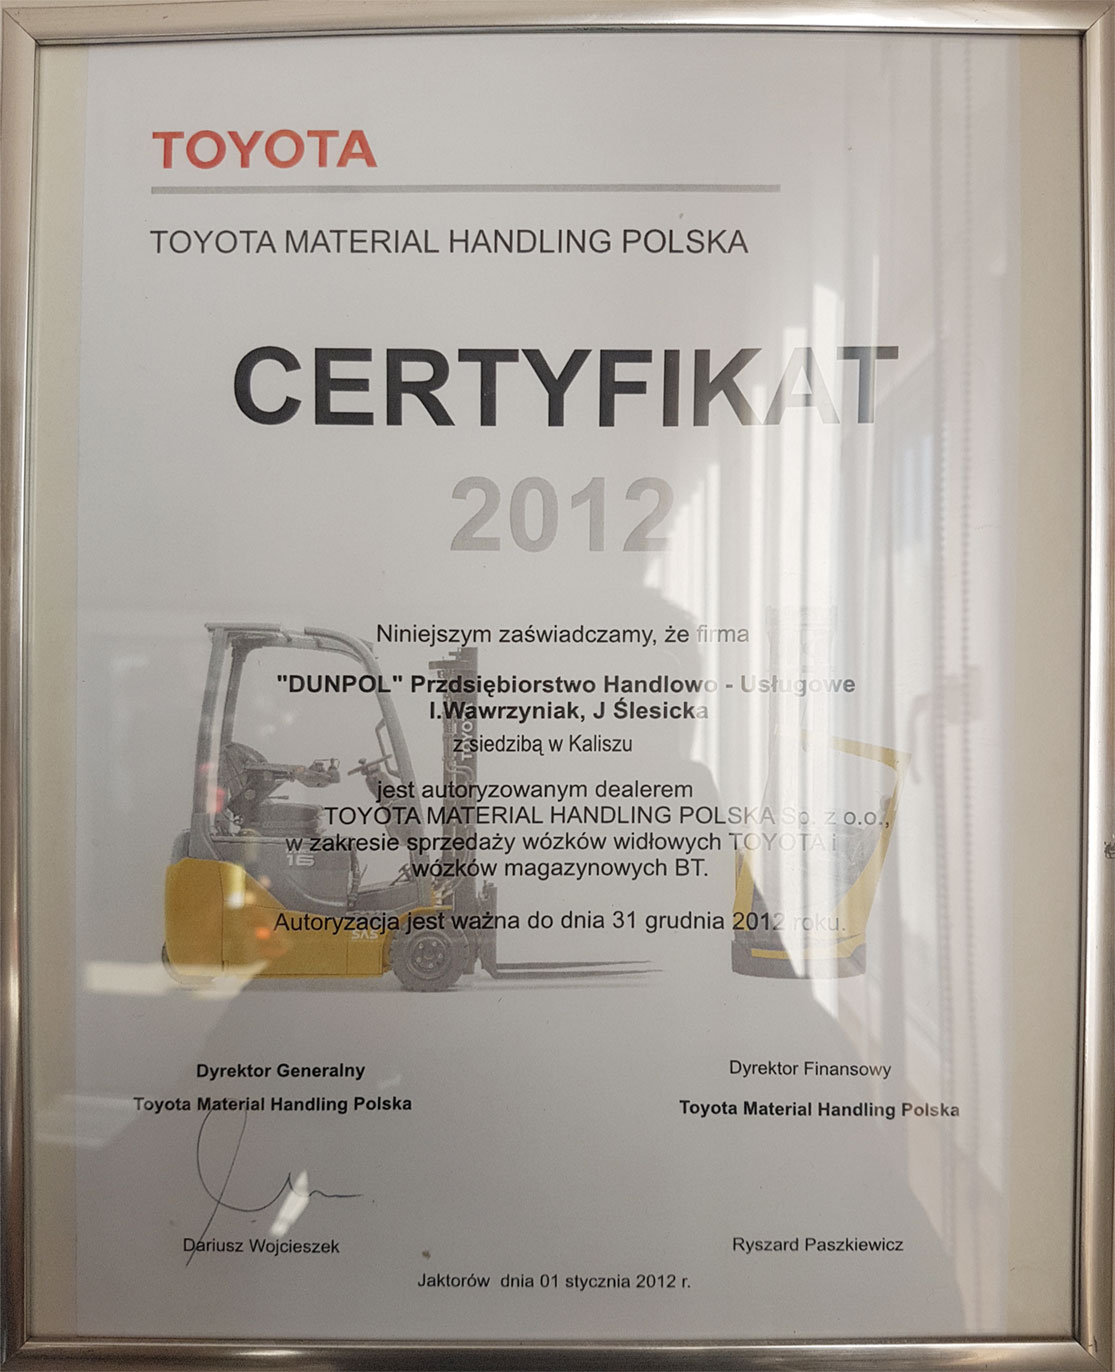 TOYOTA
TOYOTA MATERIAL HANDLING POLSKA
CERTYFIKAT
2012
Niniejszym zaświadczamy, że firma
"DUNPOL" Przdsiębiorstwo Handlowo - Usługowe
I.Wawrzyniak, J Ślesicka
z siedzibą w Kaliszu
jest autoryzowanym dealerem
TOYOTA MATERIAL HANDLING POLSKA Sp. z o.o.,
w zakresie sprzedaży wózków widłowych TOYOTA i
wózków magazynowych BT.
16
TOYOTA
Autoryzacja jest ważna do dnia 31 grudnia 2012 roku.
SAS
Dyrektor Generalny
Toyota Material Handling Polska
Dyrektor Finansowy
Toyota Material Handling Polska
Dariusz Wojcieszek
Ryszard Paszkiewicz
Jaktorów dnia 01 stycznia 2012 r.